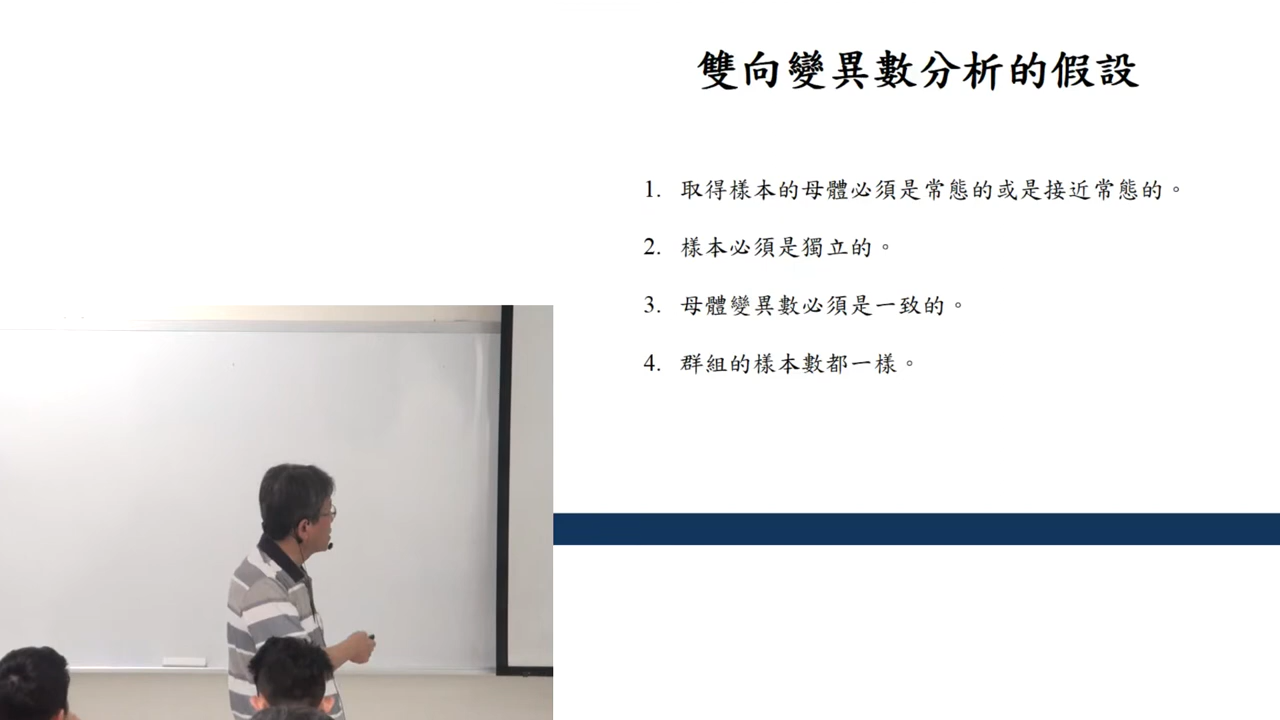 雙向變異數分析的假設
1. 取得樣本的母體必須是常態的或是接近常態的。
2. 樣本必須是獨立的。
3. 母體變異數必須是一致的。
4. 群組的樣本數都一樣。